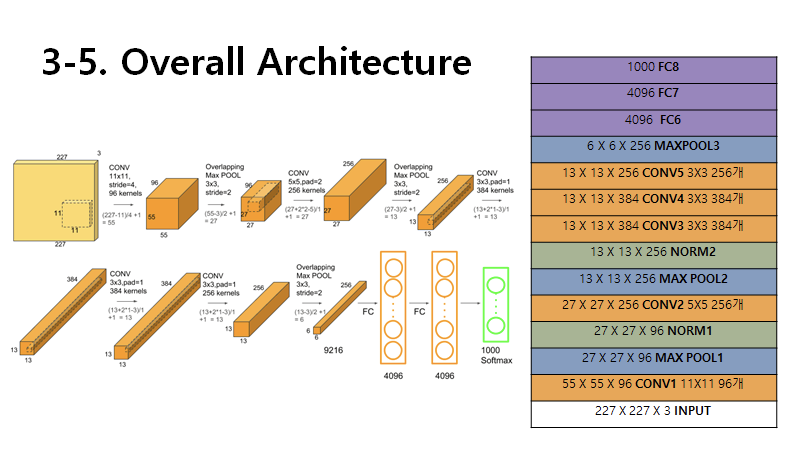 3-5. Overall Architecture
1000 FC8
4096 FC7
4096 FC6
6 X 6 X 256 MAXPOOL3
13 X 13 X 256 CONV5 3X3 256개
13 X 13 X 384 CONV4 3X3 384개
13 X 13 X 384 CONV3 3X3 384개
13 X 13 X 256 NORM2
13 X 13 X 256 MAX POOL2
27 X 27 X 256 CONV2 5X5 256개
27 X 27 X 96 NORM1
27 X 27 X 96 MAX POOL1
55 X 55 X 96 CONV1 11X11 96개
227 X 227 X 3 INPUT
227
3
11
11
227
CONV
11x11,
stride=4,
96 kernels
(227-11)/4 +1
= 55
96
55
55
Overlapping
Max POOL
3x3,
stride=2
(55-3)/2 +1
= 27
96
27
27
CONV
5x5,pad=2
256 kernels
(27+2*2-5)/1
+1 = 27
256
27
27
Overlapping
Max POOL
3x3,
stride=2
(27-3)/2 +1
= 13
256
13
13
CONV
3x3,pad=1
384 kernels
(13+2*1-3)/1
+1 = 13
384
13
13
CONV
3x3,pad=1
384 kernels
(13+2*1-3)/1
+1 = 13
384
13
13
CONV
3x3,pad=1
256 kernels
(13+2*1-3)/1
+1 = 13
256
13
13
Overlapping
Max POOL
3x3,
stride=2
(13-3)/2 +1
= 6
256
6
6
9216
FC
4096
FC
4096
1000
Softmax